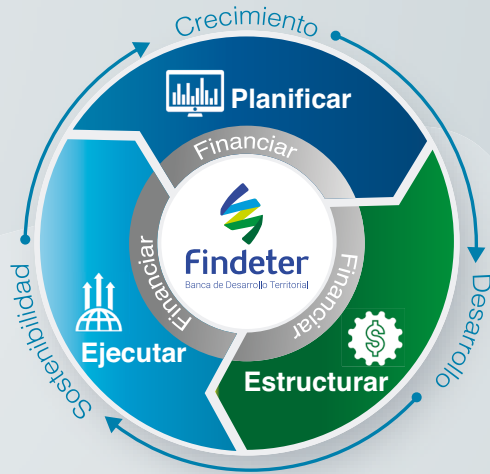 Crecimiento
Planificar
Financiar
Findeter
Banca de Desarrollo Territorial
Financiar
Financiar
Sostenibilidad
Desarrollo
Ejecutar
Estructurar
$